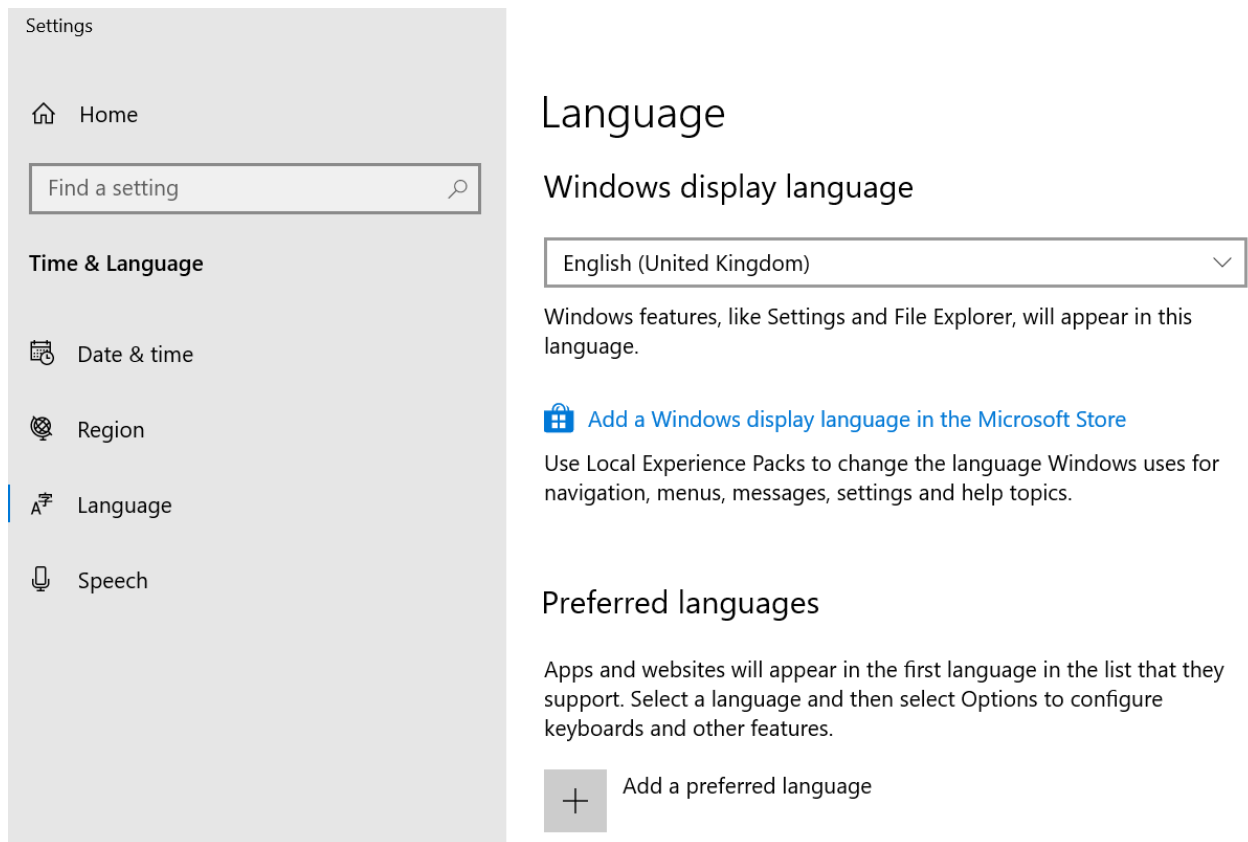 Settings
Home
Find a setting
Time & Language
Date & time
Region
Language
Speech
Language
Windows display language
English (United Kingdom)
Windows features, like Settings and File Explorer, will appear in this
language.
Add a Windows display language in the Microsoft Store
Use Local Experience Packs to change the language Windows uses for
navigation, menus, messages, settings and help topics.
Preferred languages
Apps and websites will appear in the first language in the list that they
support. Select a language and then select Options to configure
keyboards and other features.
Add a preferred language